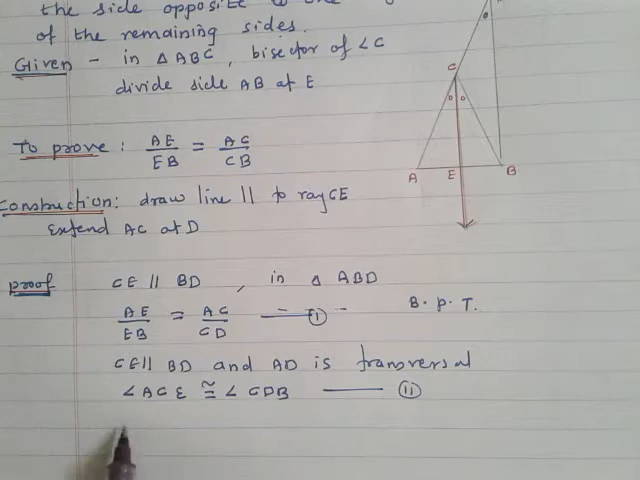 the side opposite to the
of the remaining sides.
Given - in △ ABC, bisector of ∠C
divide side AB at E
To prove : AE/EB = AC/CB
Construction: draw line || to ray CE
Extend AC at D
Proof CE || BD, in △ ABD
AE/EB = AC/CD — I B.P.T.
CE || BD and AD is transversal
∠ACE ≅ ∠CDB — II
C
A E B